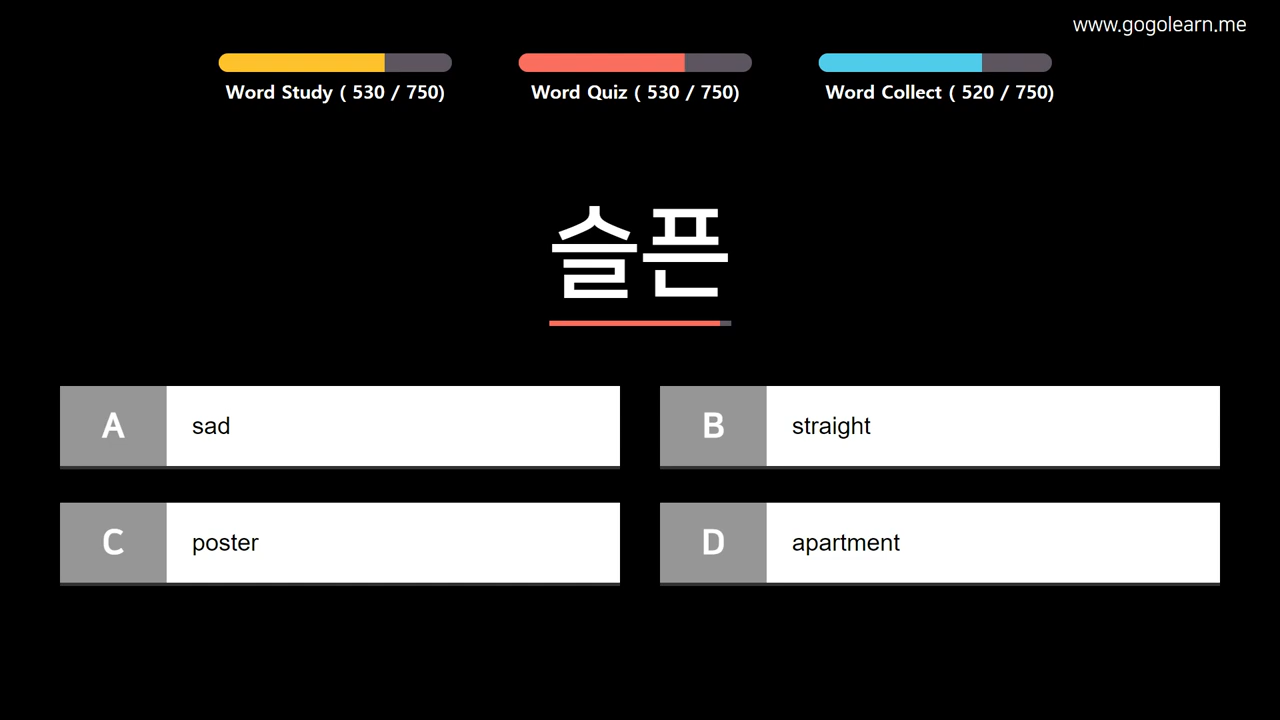 www.gogolearn.me
Word Study ( 530 / 750)
Word Quiz ( 530 / 750)
Word Collect ( 520 / 750)
슬픈
A sad
B straight
C poster
D apartment